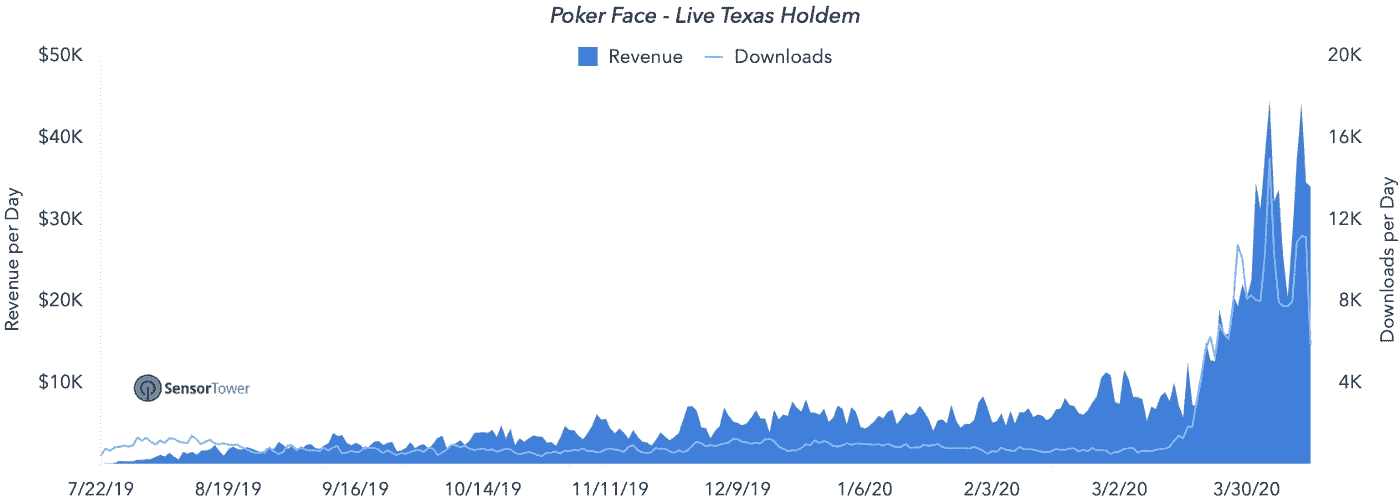 Poker Face - Live Texas Holdem
Revenue Downloads
$50K 20K
$40K 16K
$30K 12K
$20K 8K
$10K 4K
Revenue per Day
Downloads per Day
SensorTower
7/22/19 8/19/19 9/16/19 10/14/19 11/11/19 12/9/19 1/6/20 2/3/20 3/2/20 3/30/20